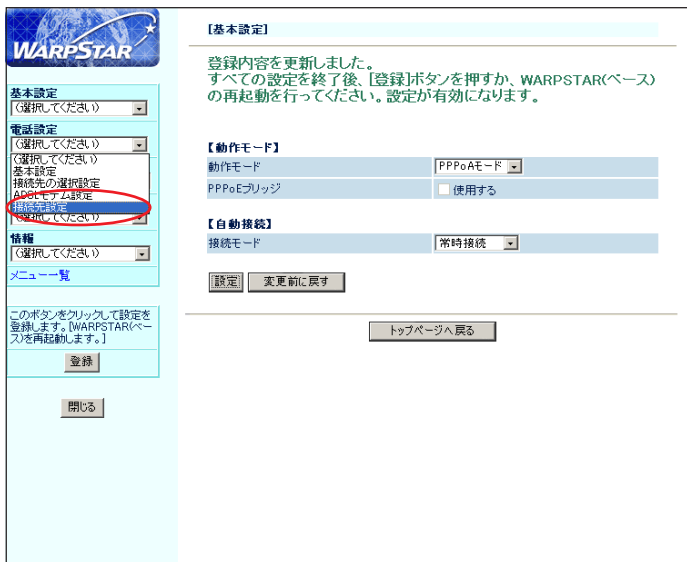 WARPSTAR
基本設定
(選択してください)
電話設定
(選択してください)
(選択してください)
基本設定
接続先の選択設定
ADSLモデム設定
接続先設定
(選択してください)
情報
(選択してください)
メニュー一覧
このボタンをクリックして設定を
登録します。[WARPSTAR(ベー
ス)を再起動します。]
登録
閉じる
[基本設定]
登録内容を更新しました。
すべての設定を終了後、[登録]ボタンを押すか、WARPSTAR(ベース)
の再起動を行ってください。設定が有効になります。
【動作モード】
動作モード PPPoAモード
PPPoEブリッジ 使用する
【自動接続】
接続モード 常時接続
設定 変更前に戻す
トップページへ戻る